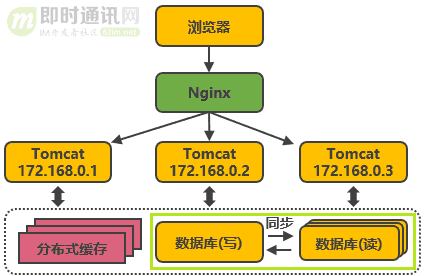 即时通讯网
IM开发者社区 52im.net
浏览器
Nginx
Tomcat
172.168.0.1
Tomcat
172.168.0.2
Tomcat
172.168.0.3
分布式缓存
数据库(写)
同步
数据库(读)